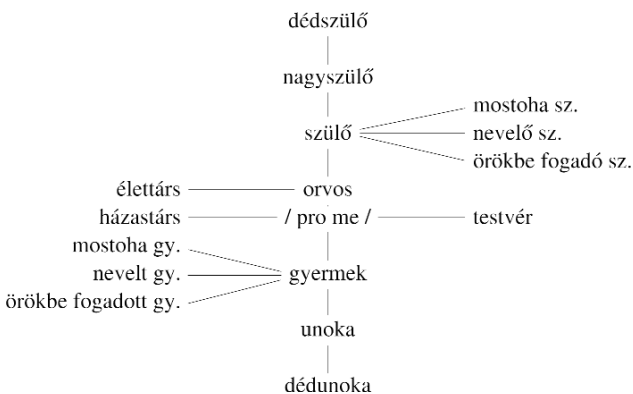 dédszülő
nagyszülő
mostoha sz.
szülő nevelő sz.
örökbe fogadó sz.
élettárs orvos
házastárs / pro me / testvér
mostoha gy.
nevelt gy. gyermek
örökbe fogadott gy.
unoka
dédunoka